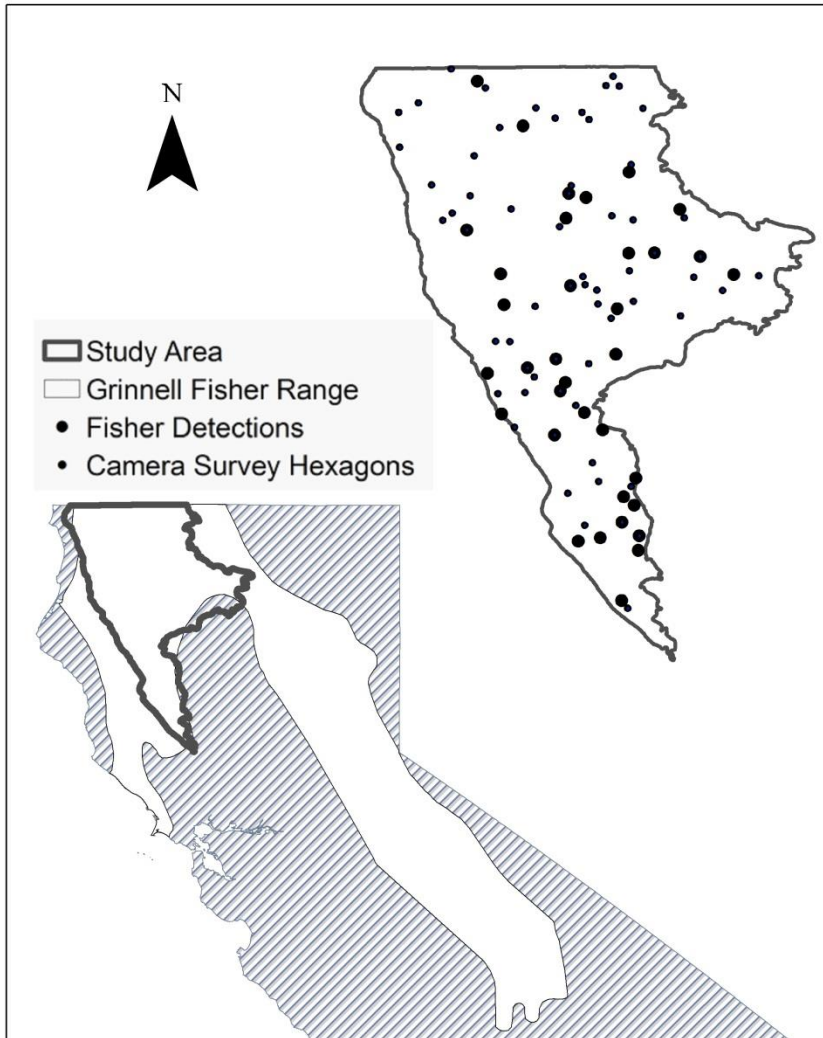 N
Study Area
Grinnell Fisher Range
Fisher Detections
Camera Survey Hexagons